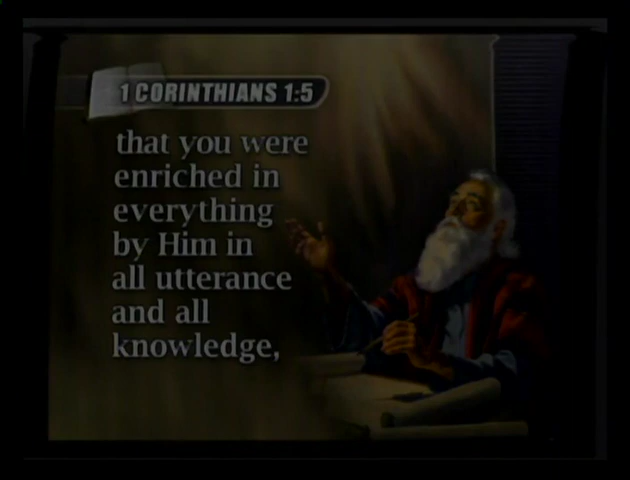 1 CORINTHIANS 1:5
that you were
enriched in
everything
by Him in
all utterance
and all
knowledge,